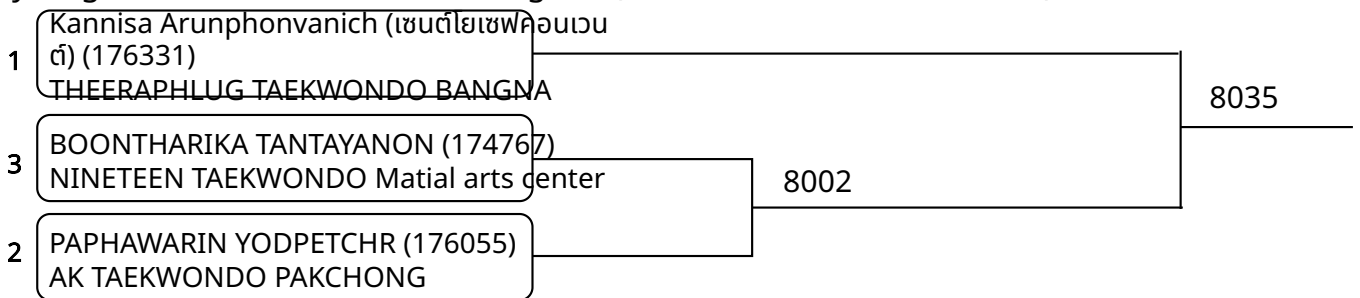 1
Kannisa Arunphonvanich (เซนต์โยเซฟคอนเวน
ต์) (176331)
THEERAPHLUG TAEKWONDO BANGNA
8035
3
BOONTHARIKA TANTAYANON (174767)
NINETEEN TAEKWONDO Matial arts center
8002
2
PAPHAWARIN YODPETCHR (176055)
AK TAEKWONDO PAKCHONG